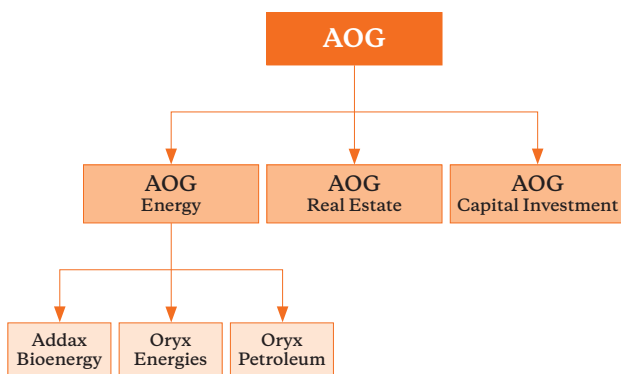 AOG
AOG
Energy
AOG
Real Estate
AOG
Capital Investment
Addax
Bioenergy
Oryx
Energies
Oryx
Petroleum